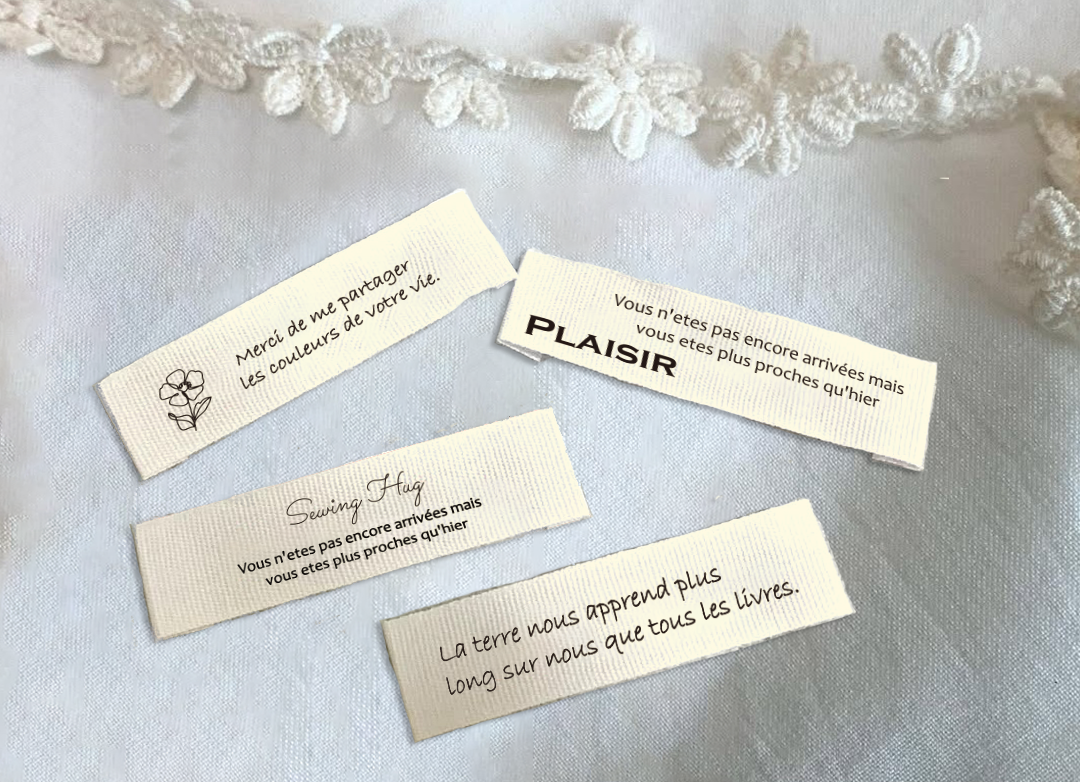 Merci de me partager
les couleurs de votre vie.
Vous n'etes pas encore arrivées mais
vous etes plus proches qu'hier
PLAISIR
Sewing Hug
Vous n'etes pas encore arrivées mais
vous etes plus proches qu'hier
La terre nous apprend plus
long sur nous que tous les livres.